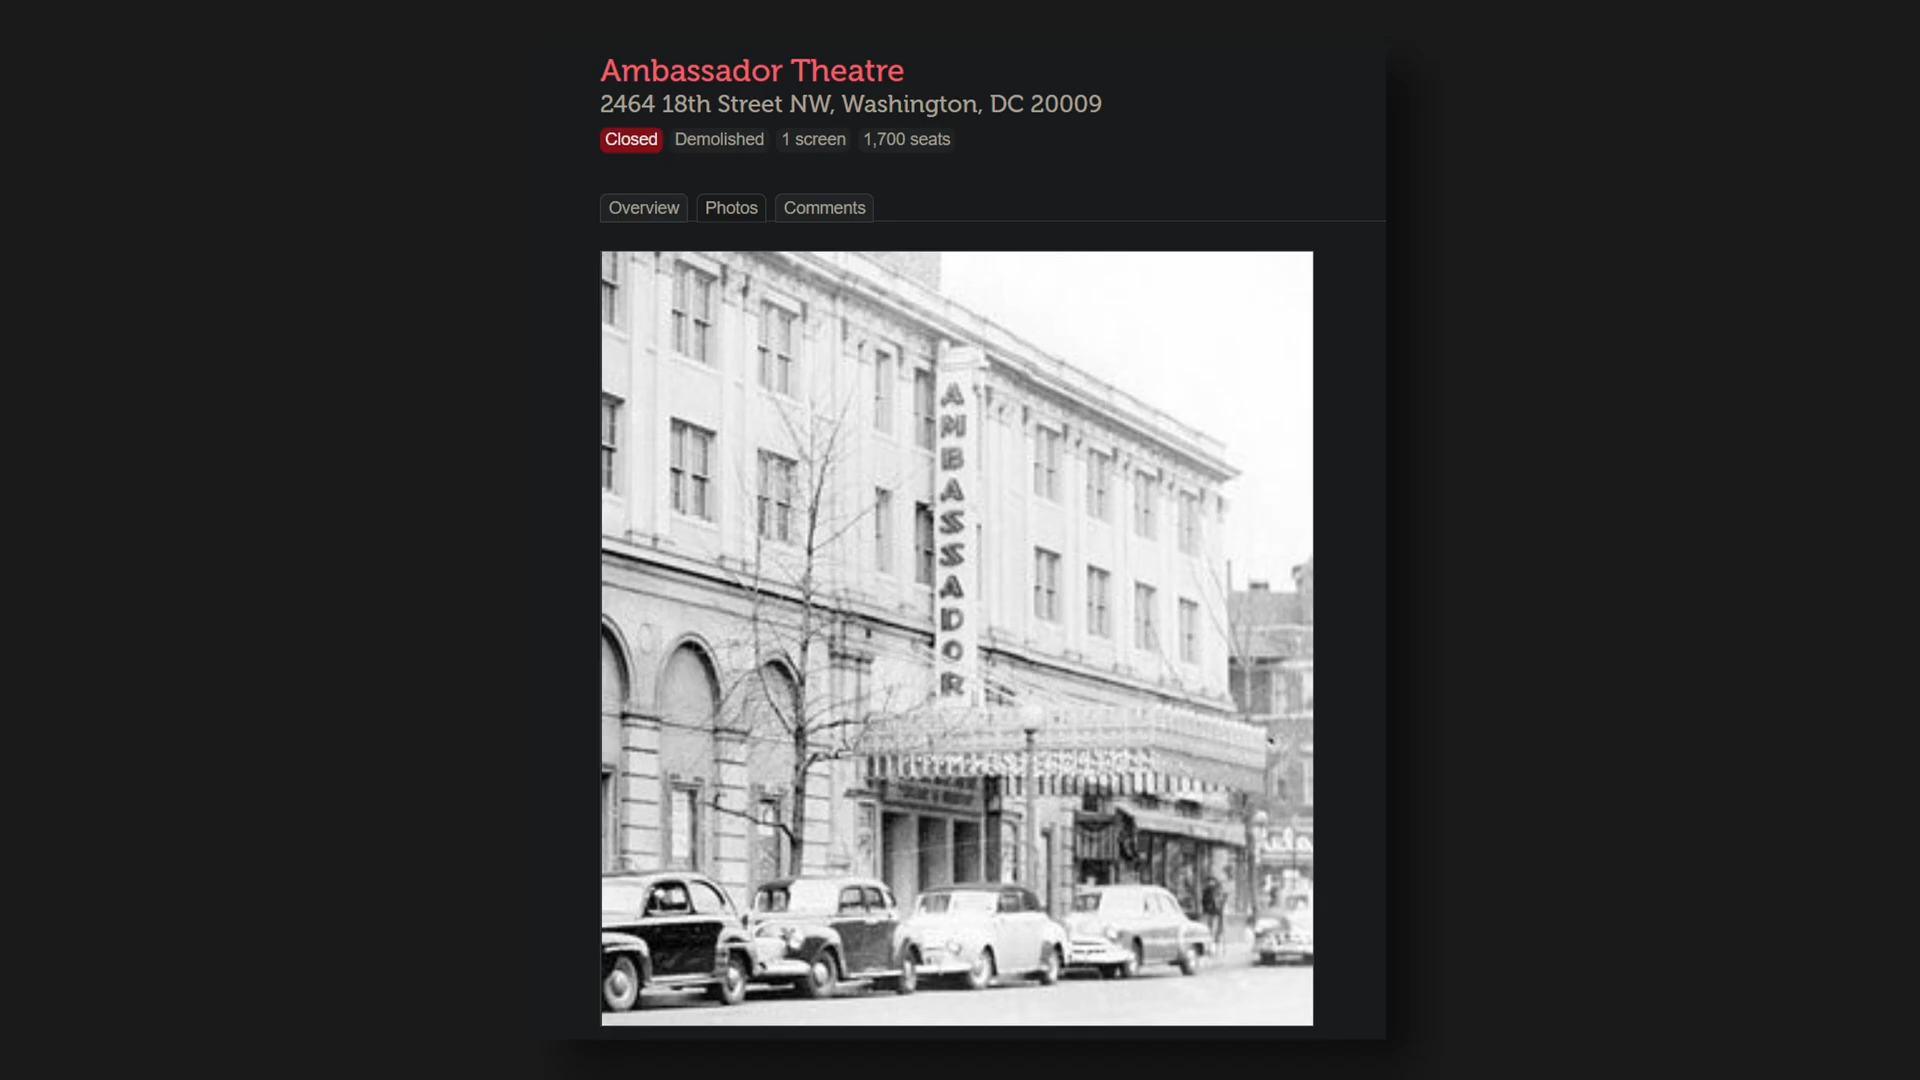 Ambassador Theatre
2464 18th Street NW, Washington, DC 20009
Closed Demolished 1 screen 1,700 seats
Overview Photos Comments
AMBASSADOR